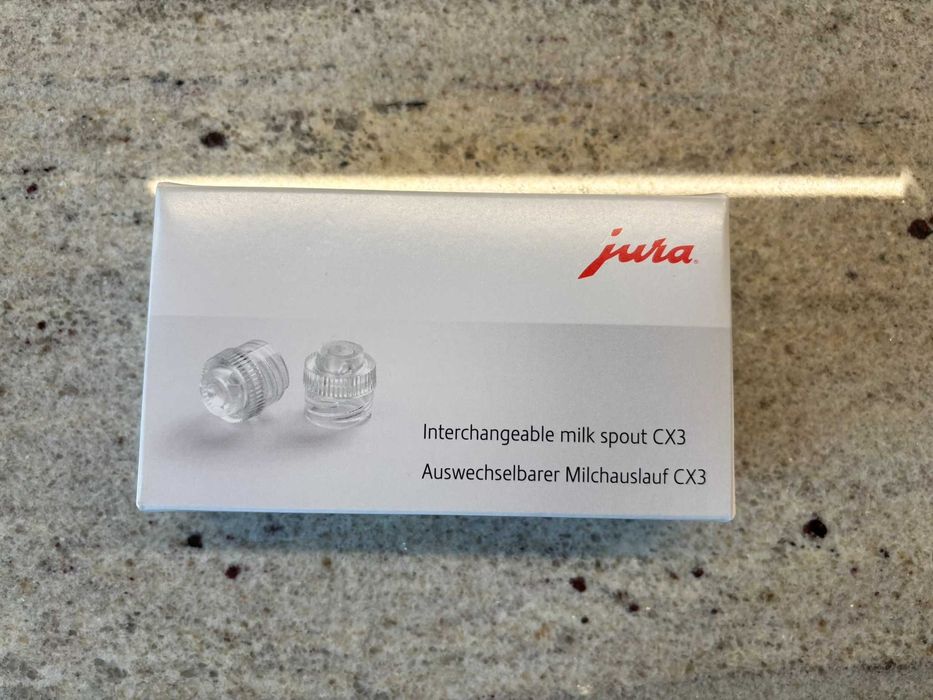 jura
Interchangeable milk spout CX3
Auswechselbarer Milchauslauf CX3